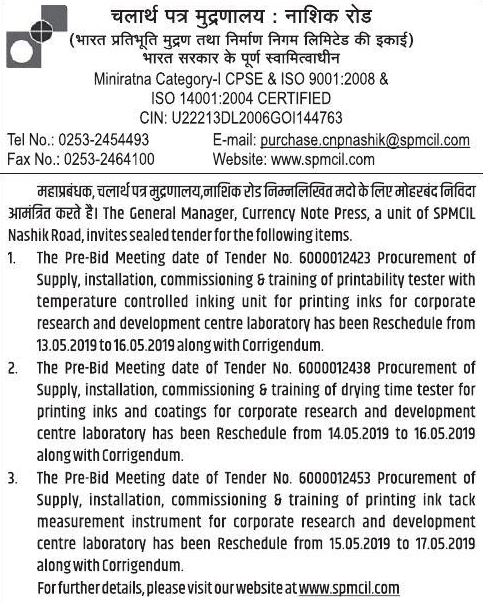 चलार्थ पत्र मुद्रणालय : नाशिक रोड
(भारत प्रतिभूति मुद्रण तथा निर्माण निगम लिमिटेड की इकाई)
भारत सरकार के पूर्ण स्वामित्वाधीन
Miniratna Category-I CPSE & ISO 9001:2008 &
ISO 14001:2004 CERTIFIED
CIN: U22213DL2006GOI144763
Tel No.: 0253-2454493 E-mail: purchase.cnpnashik@spmcil.com
Fax No.: 0253-2464100 Website: www.spmcil.com
महाप्रबंधक, चलार्थ पत्र मुद्रणालय,नाशिक रोड निम्नलिखित मदो के लिए मोहरबंद निविदा
आमंत्रित करते है। The General Manager, Currency Note Press, a unit of SPMCIL
Nashik Road, invites sealed tender for the following items.
1. The Pre-Bid Meeting date of Tender No. 6000012423 Procurement of
Supply, installation, commissioning & training of printability tester with
temperature controlled inking unit for printing inks for corporate
research and development centre laboratory has been Reschedule from
13.05.2019 to 16.05.2019 along with Corrigendum.
2. The Pre-Bid Meeting date of Tender No. 6000012438 Procurement of
Supply, installation, commissioning & training of drying time tester for
printing inks and coatings for corporate research and development
centre laboratory has been Reschedule from 14.05.2019 to 16.05.2019
along with Corrigendum.
3. The Pre-Bid Meeting date of Tender No. 6000012453 Procurement of
Supply, installation, commissioning & training of printing ink tack
measurement instrument for corporate research and development
centre laboratory has been Reschedule from 15.05.2019 to 17.05.2019
along with Corrigendum.
For further details, please visit our website at www.spmcil.com